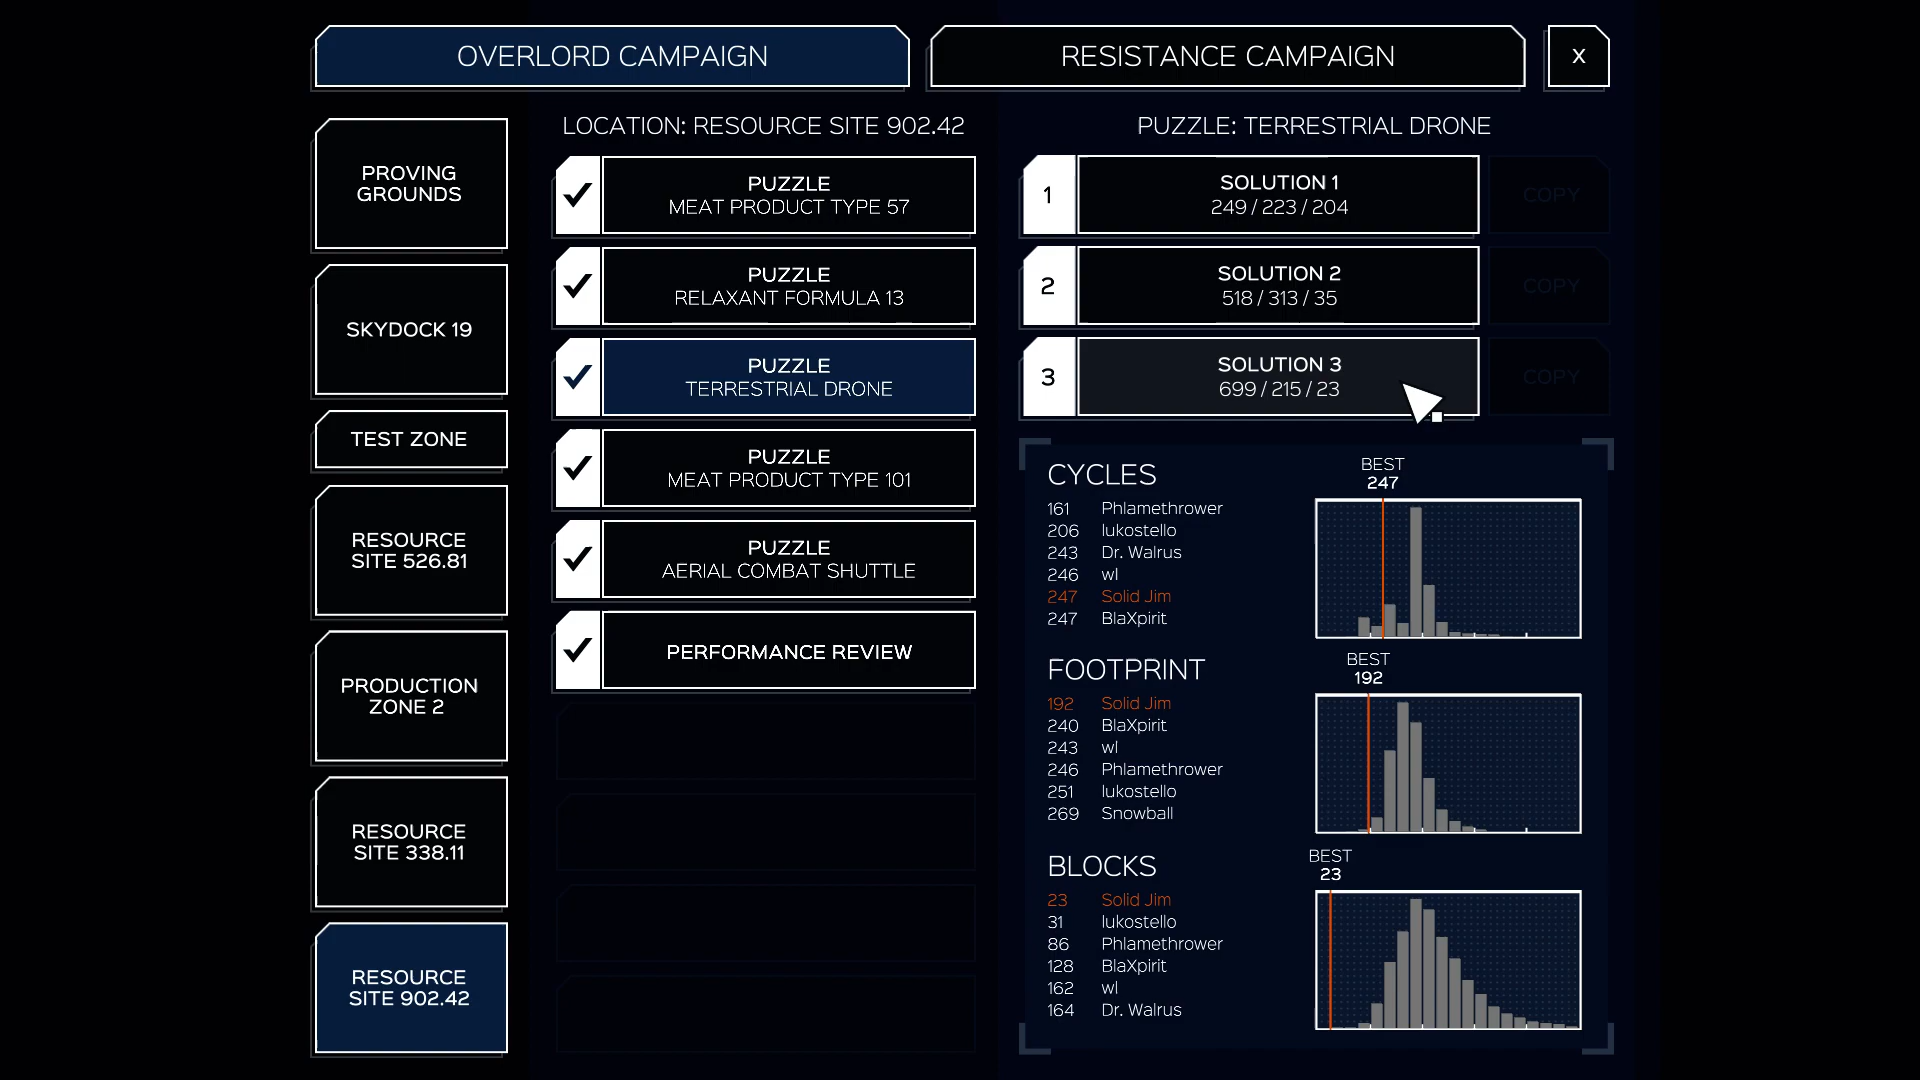 OVERLORD CAMPAIGN
RESISTANCE CAMPAIGN
X
PROVING
GROUNDS
SKYDOCK 19
TEST ZONE
RESOURCE
SITE 526.81
PRODUCTION
ZONE 2
RESOURCE
SITE 338.11
RESOURCE
SITE 902.42
LOCATION: RESOURCE SITE 902.42
PUZZLE
MEAT PRODUCT TYPE 57
PUZZLE
RELAXANT FORMULA 13
PUZZLE
TERRESTRIAL DRONE
PUZZLE
MEAT PRODUCT TYPE 101
PUZZLE
AERIAL COMBAT SHUTTLE
PERFORMANCE REVIEW
PUZZLE: TERRESTRIAL DRONE
1
SOLUTION 1
249 / 223 / 204
COPY
2
SOLUTION 2
518 / 313 / 35
COPY
3
SOLUTION 3
699 / 215 / 23
COPY
CYCLES
161 Phlamethrower
206 lukostello
243 Dr. Walrus
246 wl
247 Solid Jim
247 BlaXpirit
BEST
247
FOOTPRINT
192 Solid Jim
240 BlaXpirit
243 wl
246 Phlamethrower
251 lukostello
269 Snowball
BEST
192
BLOCKS
23 Solid Jim
31 lukostello
86 Phlamethrower
128 BlaXpirit
162 wl
164 Dr. Walrus
BEST
23